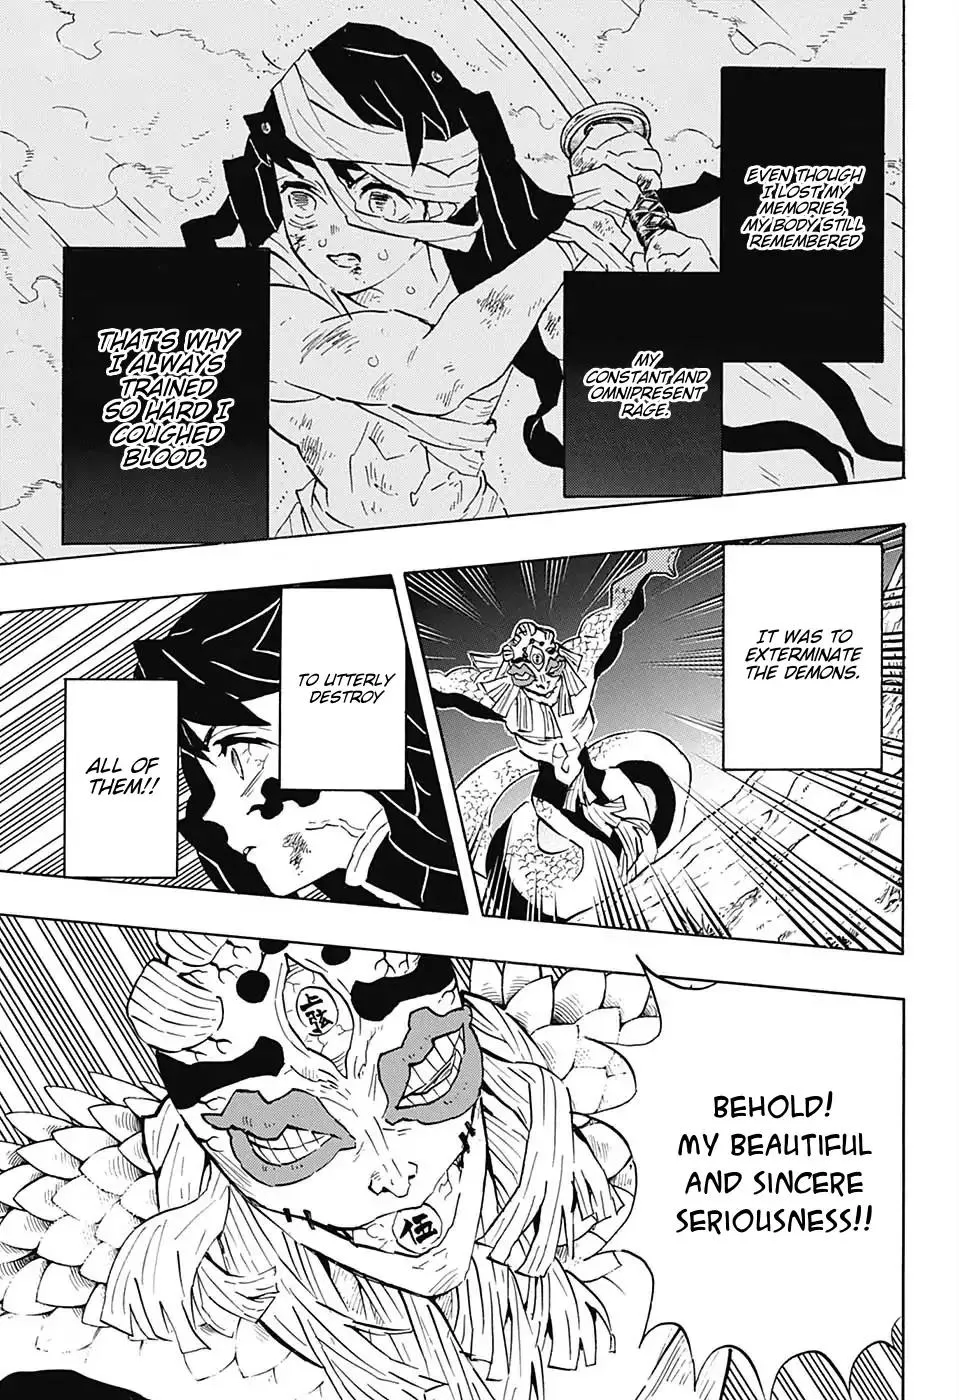 EVEN THOUGH
I LOST MY
MEMORIES,
MY BODY STILL
REMEMBERED
MY
CONSTANT AND
OMNIPRESENT
RAGE.
THAT'S WHY
I ALWAYS
TRAINED
SO HARD I
COUGHED
BLOOD.
IT WAS TO
EXTERMINATE
THE DEMONS.
TO UTTERLY
DESTROY
ALL OF
THEM!!
上弦
伍
BEHOLD!
MY BEAUTIFUL
AND SINCERE
SERIOUSNESS!!